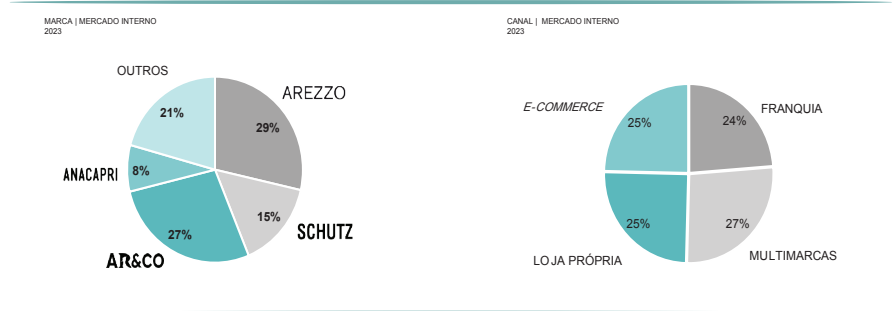 MARCA | MERCADO INTERNO
2023
OUTROS
AREZZO
21%
29%
ANACAPRI
8%
15%
SCHUTZ
27%
AR&CO
CANAL | MERCADO INTERNO
2023
E-COMMERCE
FRANQUIA
25%
24%
25%
27%
LOJA PRÓPRIA
MULTIMARCAS